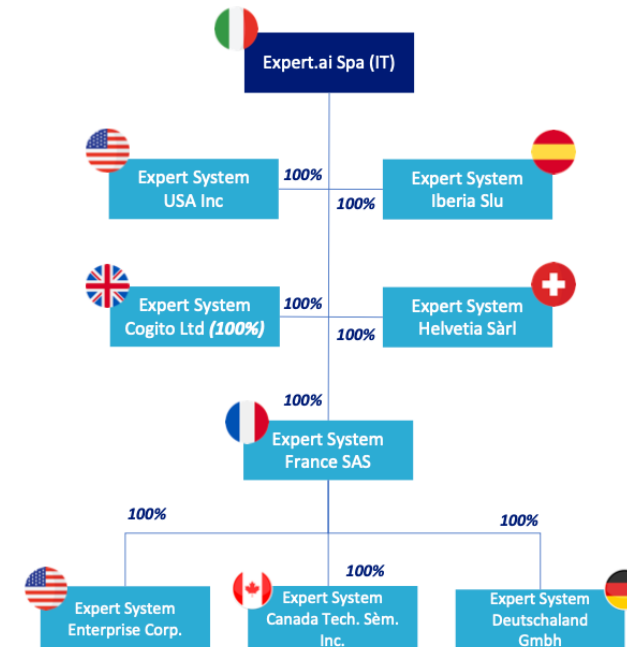 Expert.ai Spa (IT)
Expert System
USA Inc
100%
100%
Expert System
Iberia Slu
Expert System
Cogito Ltd (100%)
100%
100%
Expert System
Helvetia Sàrl
100%
Expert System
France SAS
100%
100%
100%
Expert System
Enterprise Corp.
Expert System
Canada Tech. Sèm.
Inc.
Expert System
Deutschaland
Gmbh